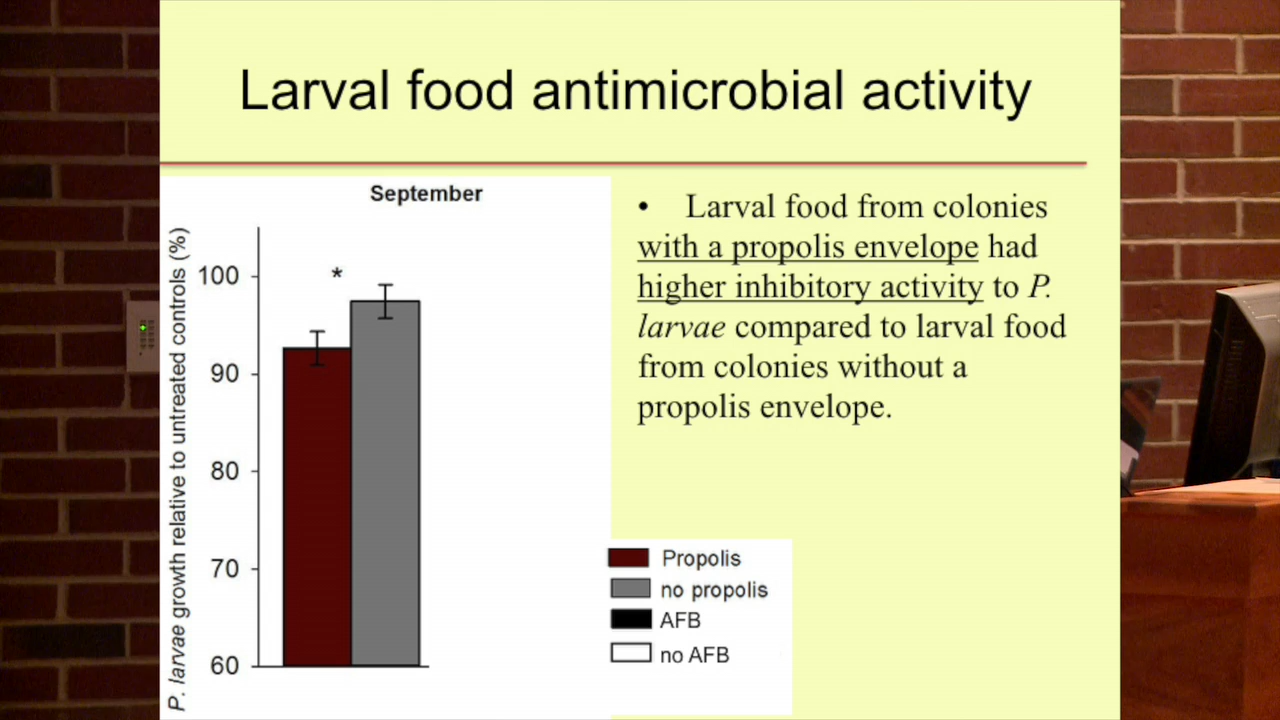 Larval food antimicrobial activity
September
P. larvae growth relative to untreated controls (%)
100
90
80
70
60
*
• Larval food from colonies
with a propolis envelope had
higher inhibitory activity to P.
larvae compared to larval food
from colonies without a
propolis envelope.
Propolis
no propolis
AFB
no AFB